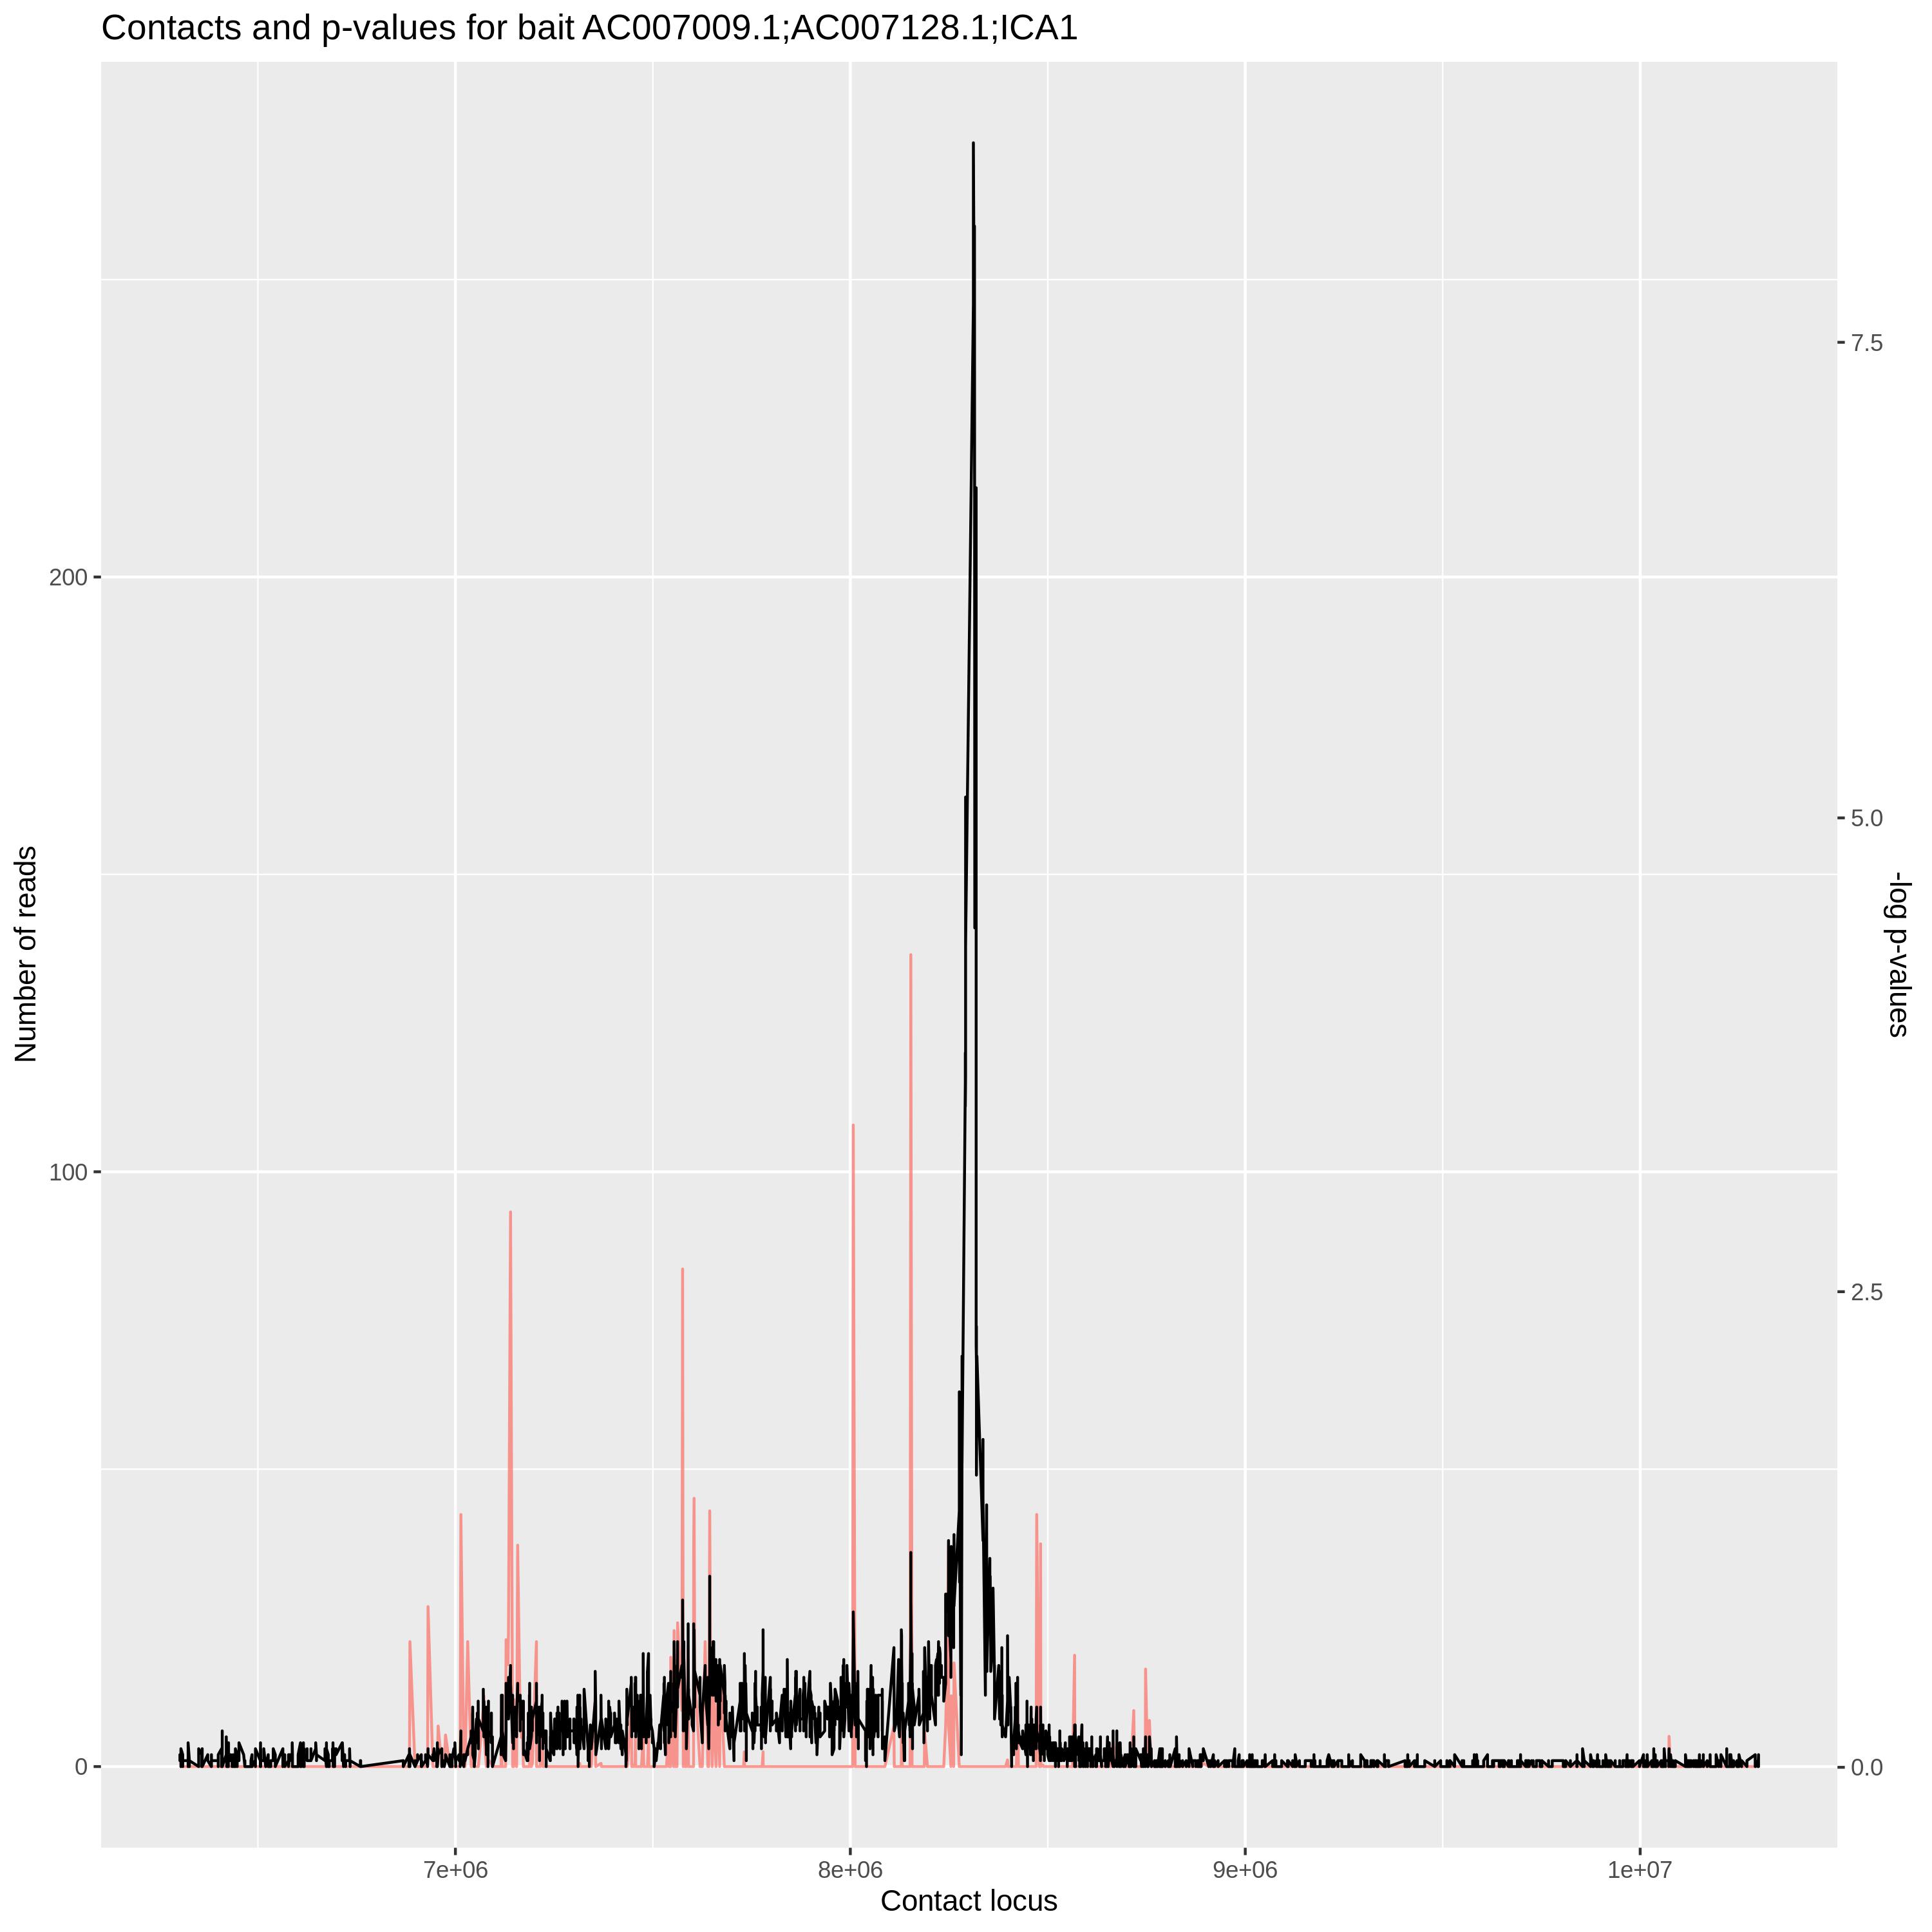 Contacts and p-values for bait AC007009.1;AC007128.1;ICA1
Number of reads
200
100
0
7.5
5.0
2.5
0.0
-log p-values
7e+06
8e+06
9e+06
1e+07
Contact locus